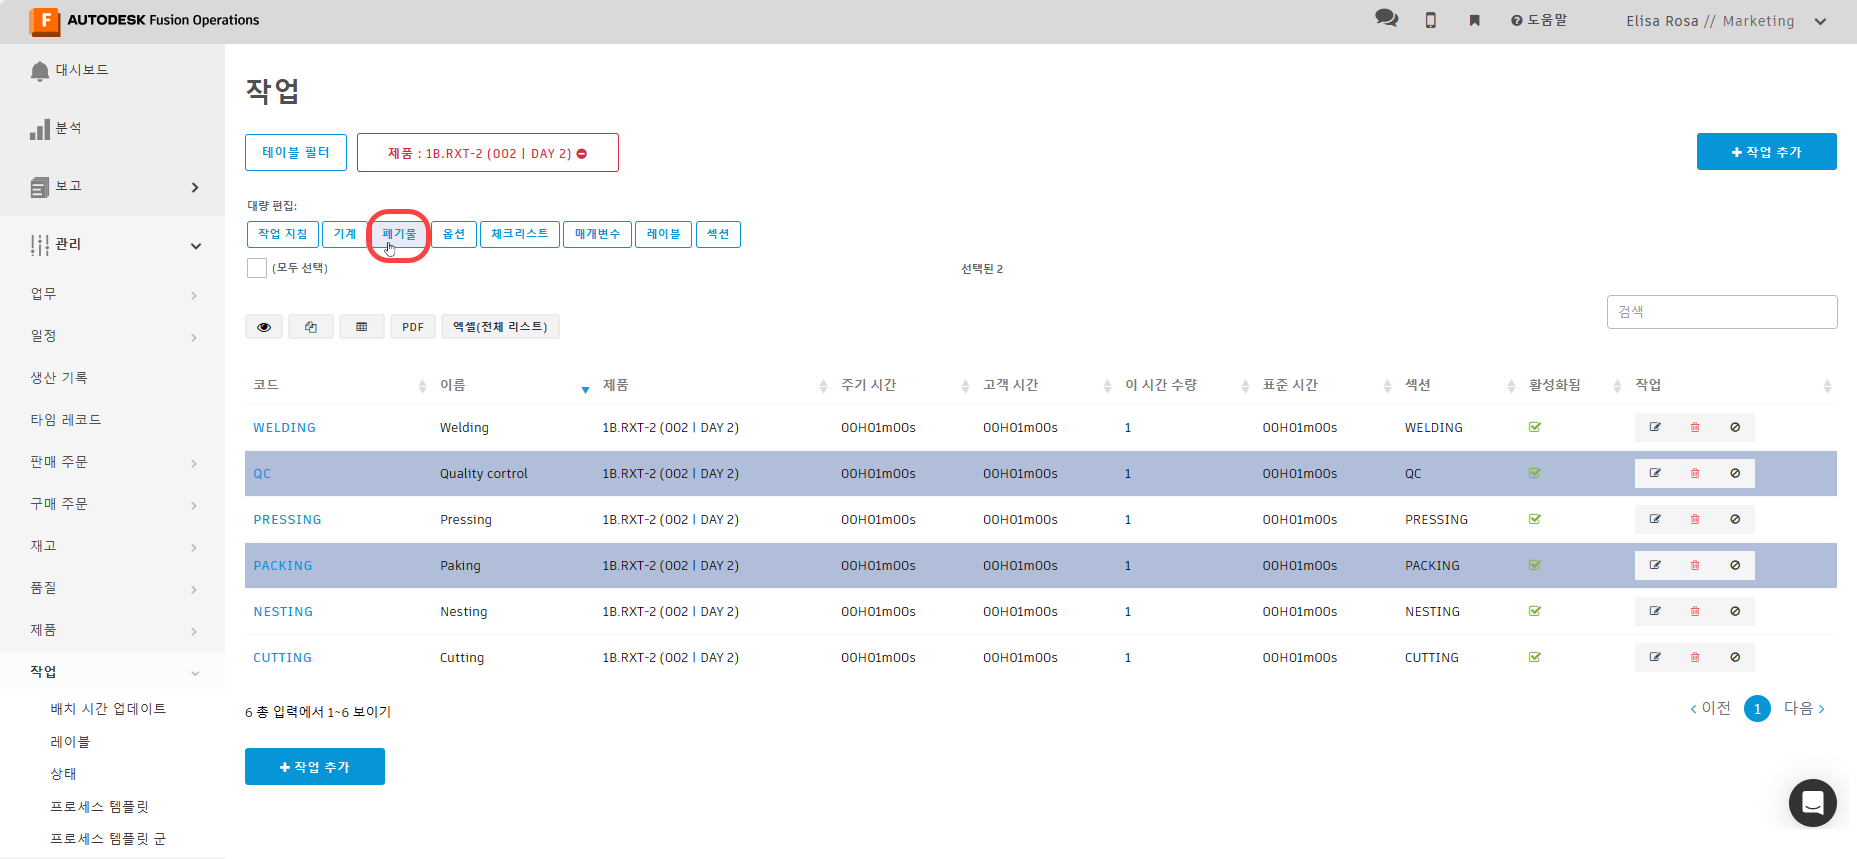 AUTODESK Fusion Operations
도움말
Elisa Rosa // Marketing
대시보드
분석
보고
관리
업무
일정
생산 기록
타임 레코드
판매 주문
구매 주문
재고
품질
제품
작업
배치 시간 업데이트
레이블
상태
프로세스 템플릿
프로세스 템플릿 군
작업
테이블 필터
제품 : 1B.RXT-2 (002 | DAY 2)
+ 작업 추가
대량 편집:
작업 지침 기계 폐기물 옵션 체크리스트 매개변수 레이블 섹션
(모두 선택)
선택된 2
PDF 엑셀(전체 리스트)
검색
코드 이름 제품 주기 시간 고객 시간 이 시간 수량 표준 시간 섹션 활성화됨 작업
WELDING Welding 1B.RXT-2 (002 | DAY 2) 00H01m00s 00H01m00s 1 00H01m00s WELDING
QC Quality cortrol 1B.RXT-2 (002 | DAY 2) 00H01m00s 00H01m00s 1 00H01m00s QC
PRESSING Pressing 1B.RXT-2 (002 | DAY 2) 00H01m00s 00H01m00s 1 00H01m00s PRESSING
PACKING Paking 1B.RXT-2 (002 | DAY 2) 00H01m00s 00H01m00s 1 00H01m00s PACKING
NESTING Nesting 1B.RXT-2 (002 | DAY 2) 00H01m00s 00H01m00s 1 00H01m00s NESTING
CUTTING Cutting 1B.RXT-2 (002 | DAY 2) 00H01m00s 00H01m00s 1 00H01m00s CUTTING
6 총 입력에서 1~6 보이기
‹ 이전 1 다음 ›
+ 작업 추가